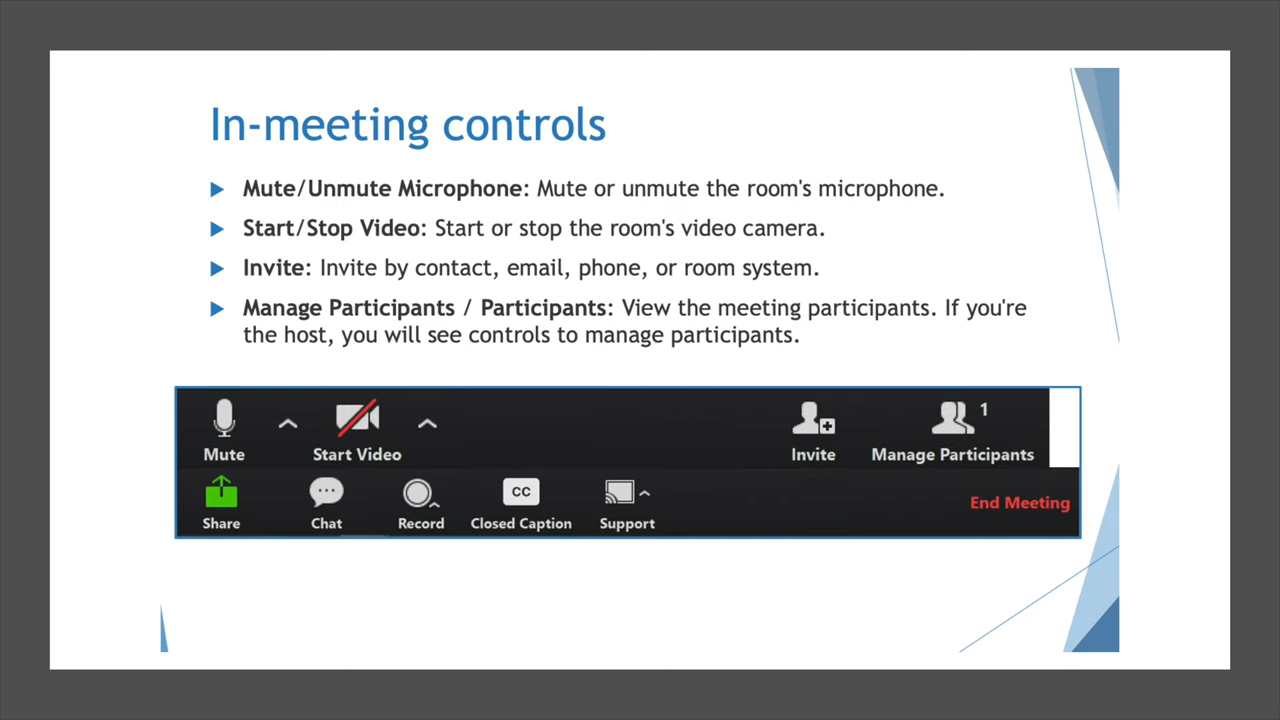 In-meeting controls
Mute/Unmute Microphone: Mute or unmute the room's microphone.
Start/Stop Video: Start or stop the room's video camera.
Invite: Invite by contact, email, phone, or room system.
Manage Participants / Participants: View the meeting participants. If you're
the host, you will see controls to manage participants.
1
Mute Start Video Invite Manage Participants
CC
End Meeting
Share Chat Record Closed Caption Support